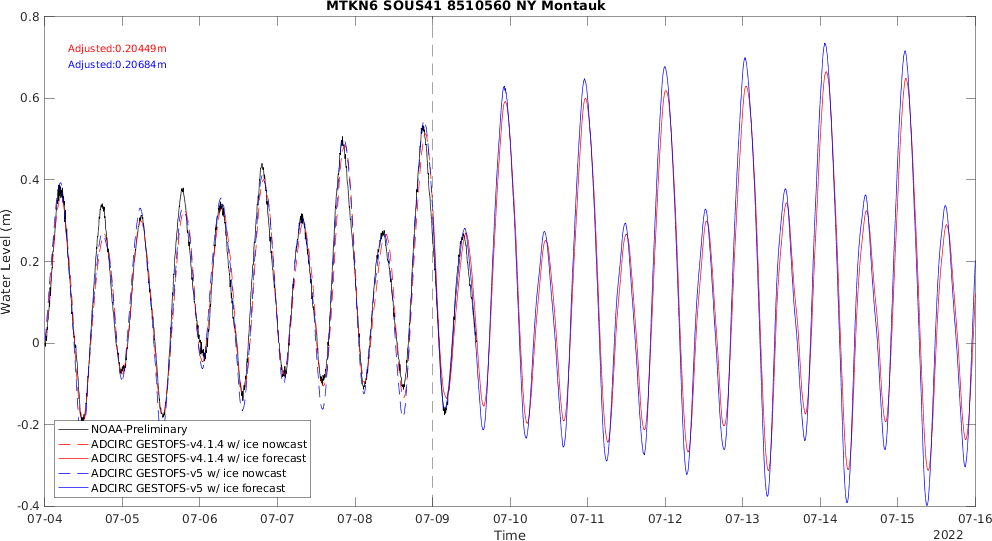 MTKN6 SOUS41 8510560 NY Montauk
Adjusted:0.20449m
Adjusted:0.20684m
Water Level (m)
0.8
0.6
0.4
0.2
0
-0.2
-0.4
NOAA-Preliminary
ADCIRC GESTOFS-v4.1.4 w/ ice nowcast
ADCIRC GESTOFS-v4.1.4 w/ ice forecast
ADCIRC GESTOFS-v5 w/ ice nowcast
ADCIRC GESTOFS-v5 w/ ice forecast
07-04 07-05 07-06 07-07 07-08 07-09 07-10 07-11 07-12 07-13 07-14 07-15 07-16
Time
2022